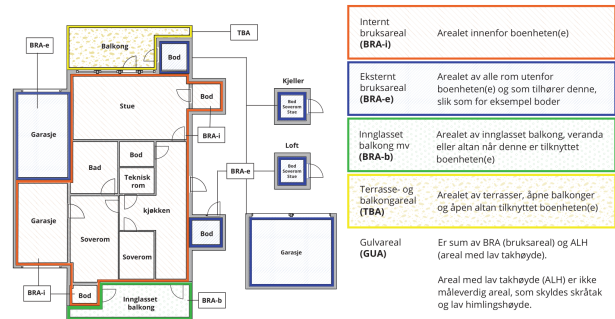 TBA
BRA-e
Balkong
Bod
Kjeller
Bod
Soverom
Stue
Stue
Bod
Garasje
BRA-i
Bod
Loft
Bad
Teknisk
rom
BRA-e
Bod
Soverom
Stue
kjøkken
Garasje
Bod
Soverom
Garasje
Soverom
BRA-i
Bod
Innglasset
balkong
BRA-b
Internt
bruksareal
(BRA-i)
Arealet innenfor boenheten(e)
Eksternt
bruksareal
(BRA-e)
Arealet av alle rom utenfor
boenheten(e) og som tilhører denne,
slik som for eksempel boder
Innglasset
balkong mv
(BRA-b)
Arealet av innglasset balkong, veranda
eller altan når denne er tilknyttet
boenheten(e)
Terrasse- og
balkongareal
(TBA)
Arealet av terrasser, åpne balkonger
og åpen altan tilknyttet boenheten(e)
Gulvareal
(GUA)
Er sum av BRA (bruksareal) og ALH
(areal med lav takhøyde).
Areal med lav takhøyde (ALH) er ikke
måleverdig areal, som skyldes skråtak
og lav himlingshøyde.